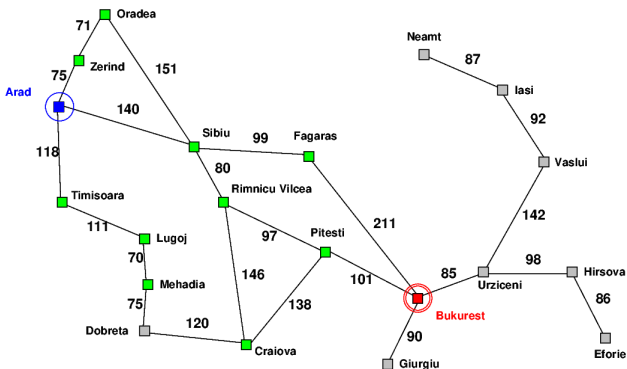 Oradea
71
Neamt
87
Zerind
75
151
Iasi
Arad
140
92
Sibiu
99
Fagaras
118
80
Vaslui
Timisoara
Rimnicu Vilcea
111
211
142
Lugoj
97
Pitesti
70
146
101
85
98
Hirsova
Mehadia
Urziceni
75
138
86
Bukurest
Dobreta
120
90
Craiova
Eforie
Giurgiu